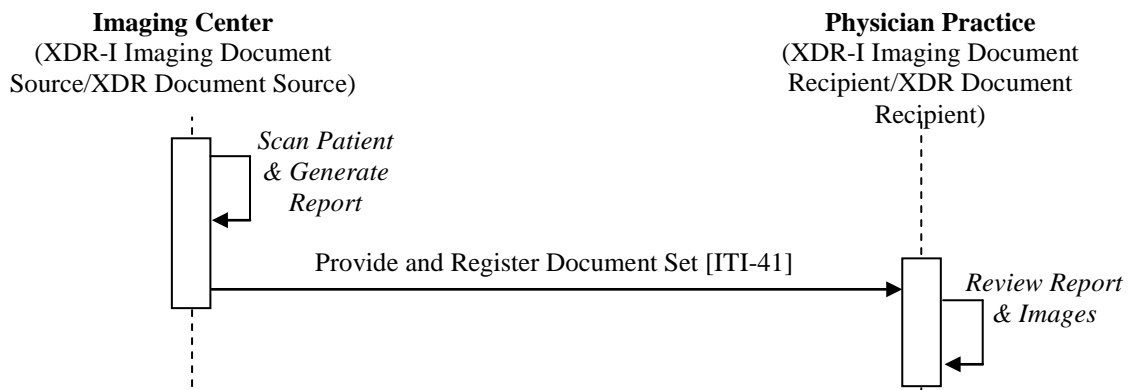 Imaging Center
(XDR-I Imaging Document
Source/XDR Document Source)
Physician Practice
(XDR-I Imaging Document
Recipient/XDR Document
Recipient)
Scan Patient
& Generate
Report
Provide and Register Document Set [ITI-41]
Review Report
& Images